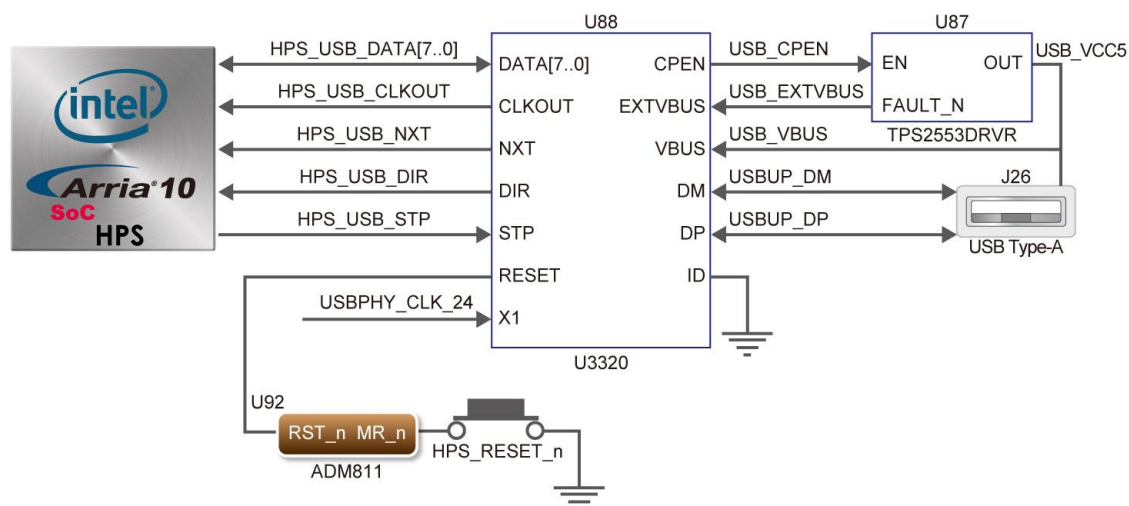 U88
U87
HPS_USB_DATA[7..0]
DATA[7..0]
CPEN
USB_CPEN
EN
OUT
USB_VCC5
intel
HPS_USB_CLKOUT
CLKOUT
EXTVBUS
USB_EXTVBUS
FAULT_N
HPS_USB_NXT
NXT
VBUS
USB_VBUS
TPS2553DRVR
Arria 10
SoC
HPS
HPS_USB_DIR
DIR
DM
USBUP_DM
J26
HPS_USB_STP
STP
DP
USBUP_DP
USB Type-A
RESET
ID
USBPHY_CLK_24
X1
U3320
U92
RST_n MR_n
HPS_RESET_n
ADM811